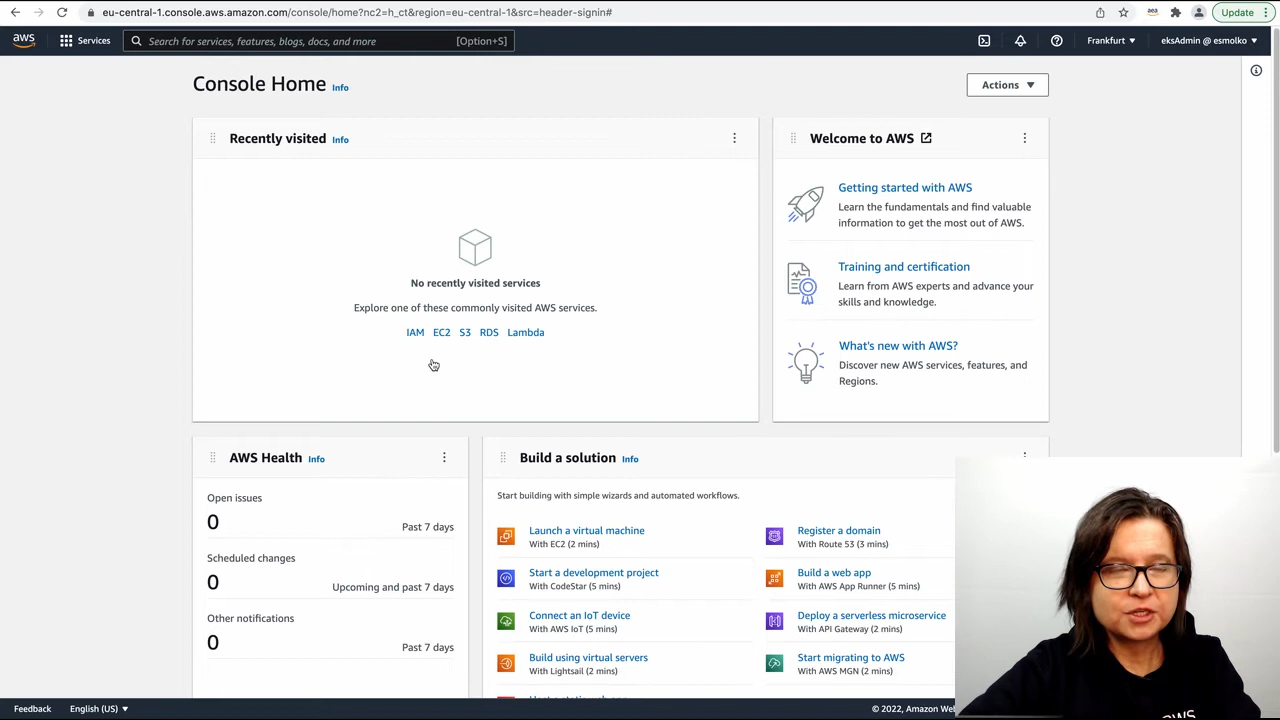 eu-central-1.console.aws.amazon.com/console/home?nc2=h_ct&region=eu-central-1&src=header-signin#
aea
Update
aws
Services
Search for services, features, blogs, docs, and more
[Option+S]
Frankfurt
eksAdmin @ esmolko
Console Home Info
Actions
Recently visited Info
No recently visited services
Explore one of these commonly visited AWS services.
IAM EC2 S3 RDS Lambda
Welcome to AWS
Getting started with AWS
Learn the fundamentals and find valuable
information to get the most out of AWS.
Training and certification
Learn from AWS experts and advance your
skills and knowledge.
What's new with AWS?
Discover new AWS services, features, and
Regions.
AWS Health Info
Open issues
0
Past 7 days
Scheduled changes
0
Upcoming and past 7 days
Other notifications
0
Past 7 days
Build a solution Info
Start building with simple wizards and automated workflows.
Launch a virtual machine
With EC2 (2 mins)
Register a domain
With Route 53 (3 mins)
Start a development project
With CodeStar (5 mins)
Build a web app
With AWS App Runner (5 mins)
Connect an IoT device
With AWS IoT (5 mins)
Deploy a serverless microservice
With API Gateway (2 mins)
Build using virtual servers
With Lightsail (2 mins)
Start migrating to AWS
With AWS MGN (2 mins)
Feedback
English (US)
© 2022, Amazon Web
aws